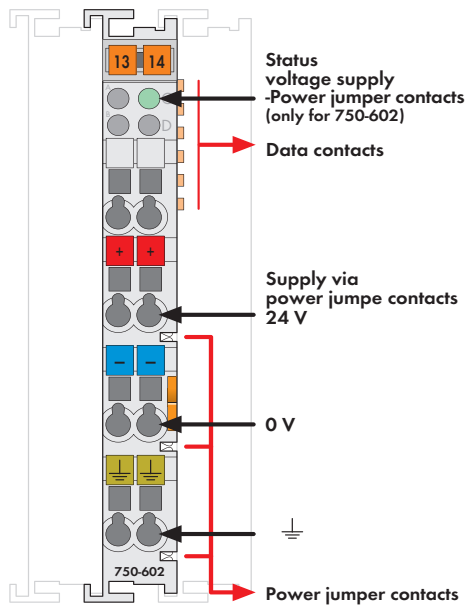 13 14
A C
B D
Status
voltage supply
-Power jumper contacts
(only for 750-602)
Data contacts
+ +
Supply via
power jumpe contacts
24 V
– –
0 V
750-602
Power jumper contacts